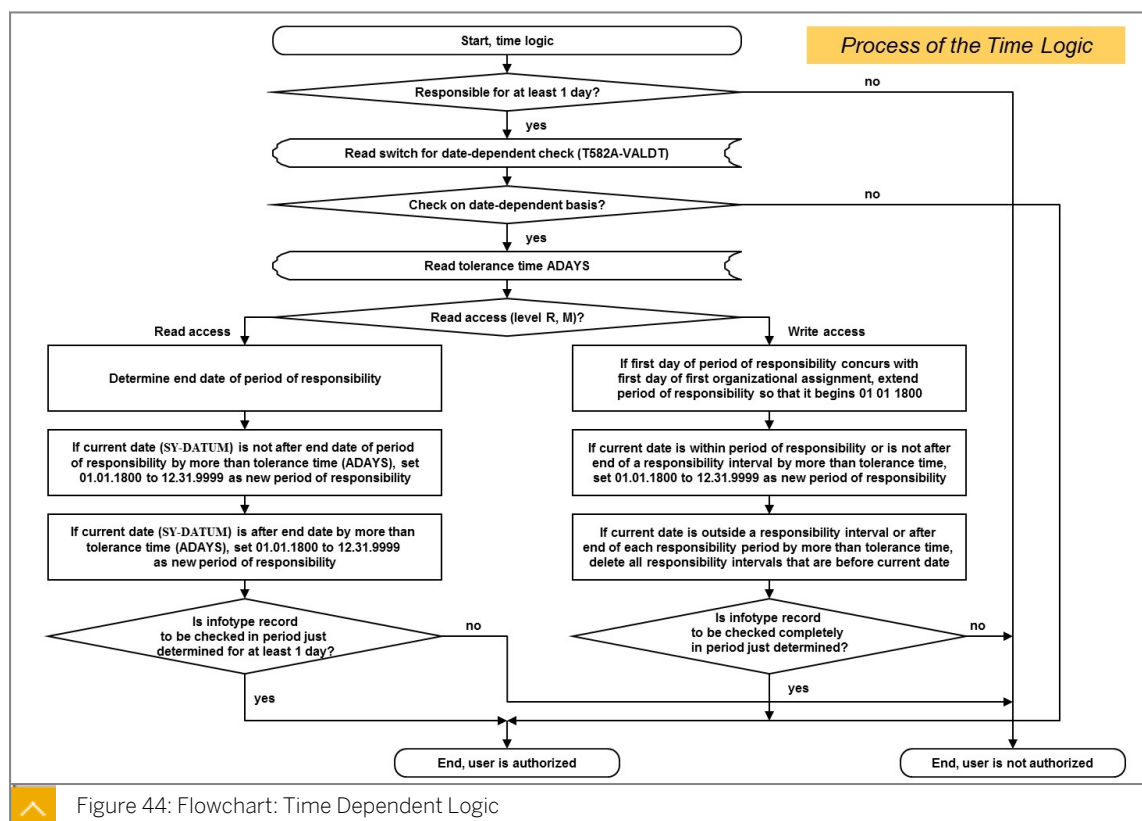 Start, time logic
Process of the Time Logic
Responsible for at least 1 day?
no
yes
Read switch for date-dependent check (T582A-VALDT)
Check on date-dependent basis?
no
yes
Read tolerance time ADAYS
Read access (level R, M)?
Read access
Write access
Determine end date of period of responsibility
If first day of period of responsibility concurs with
first day of first organizational assignment, extend
period of responsibility so that it begins 01 01 1800
If current date (SY-DATUM) is not after end date of period
of responsibility by more than tolerance time (ADAYS), set
01.01.1800 to 12.31.9999 as new period of responsibility
If current date is within period of responsibility or is not after
end of a responsibility interval by more than tolerance time,
set 01.01.1800 to 12.31.9999 as new period of responsibility
If current date (SY-DATUM) is after end date by more than
tolerance time (ADAYS), set 01.01.1800 to 12.31.9999
as new period of responsibility
If current date is outside a responsibility interval or after
end of each responsibility period by more than tolerance time,
delete all responsibility intervals that are before current date
Is infotype record
to be checked in period just
determined for at least 1 day?
no
Is infotype record
to be checked completely
in period just determined?
no
yes
yes
End, user is authorized
End, user is not authorized
Figure 44: Flowchart: Time Dependent Logic